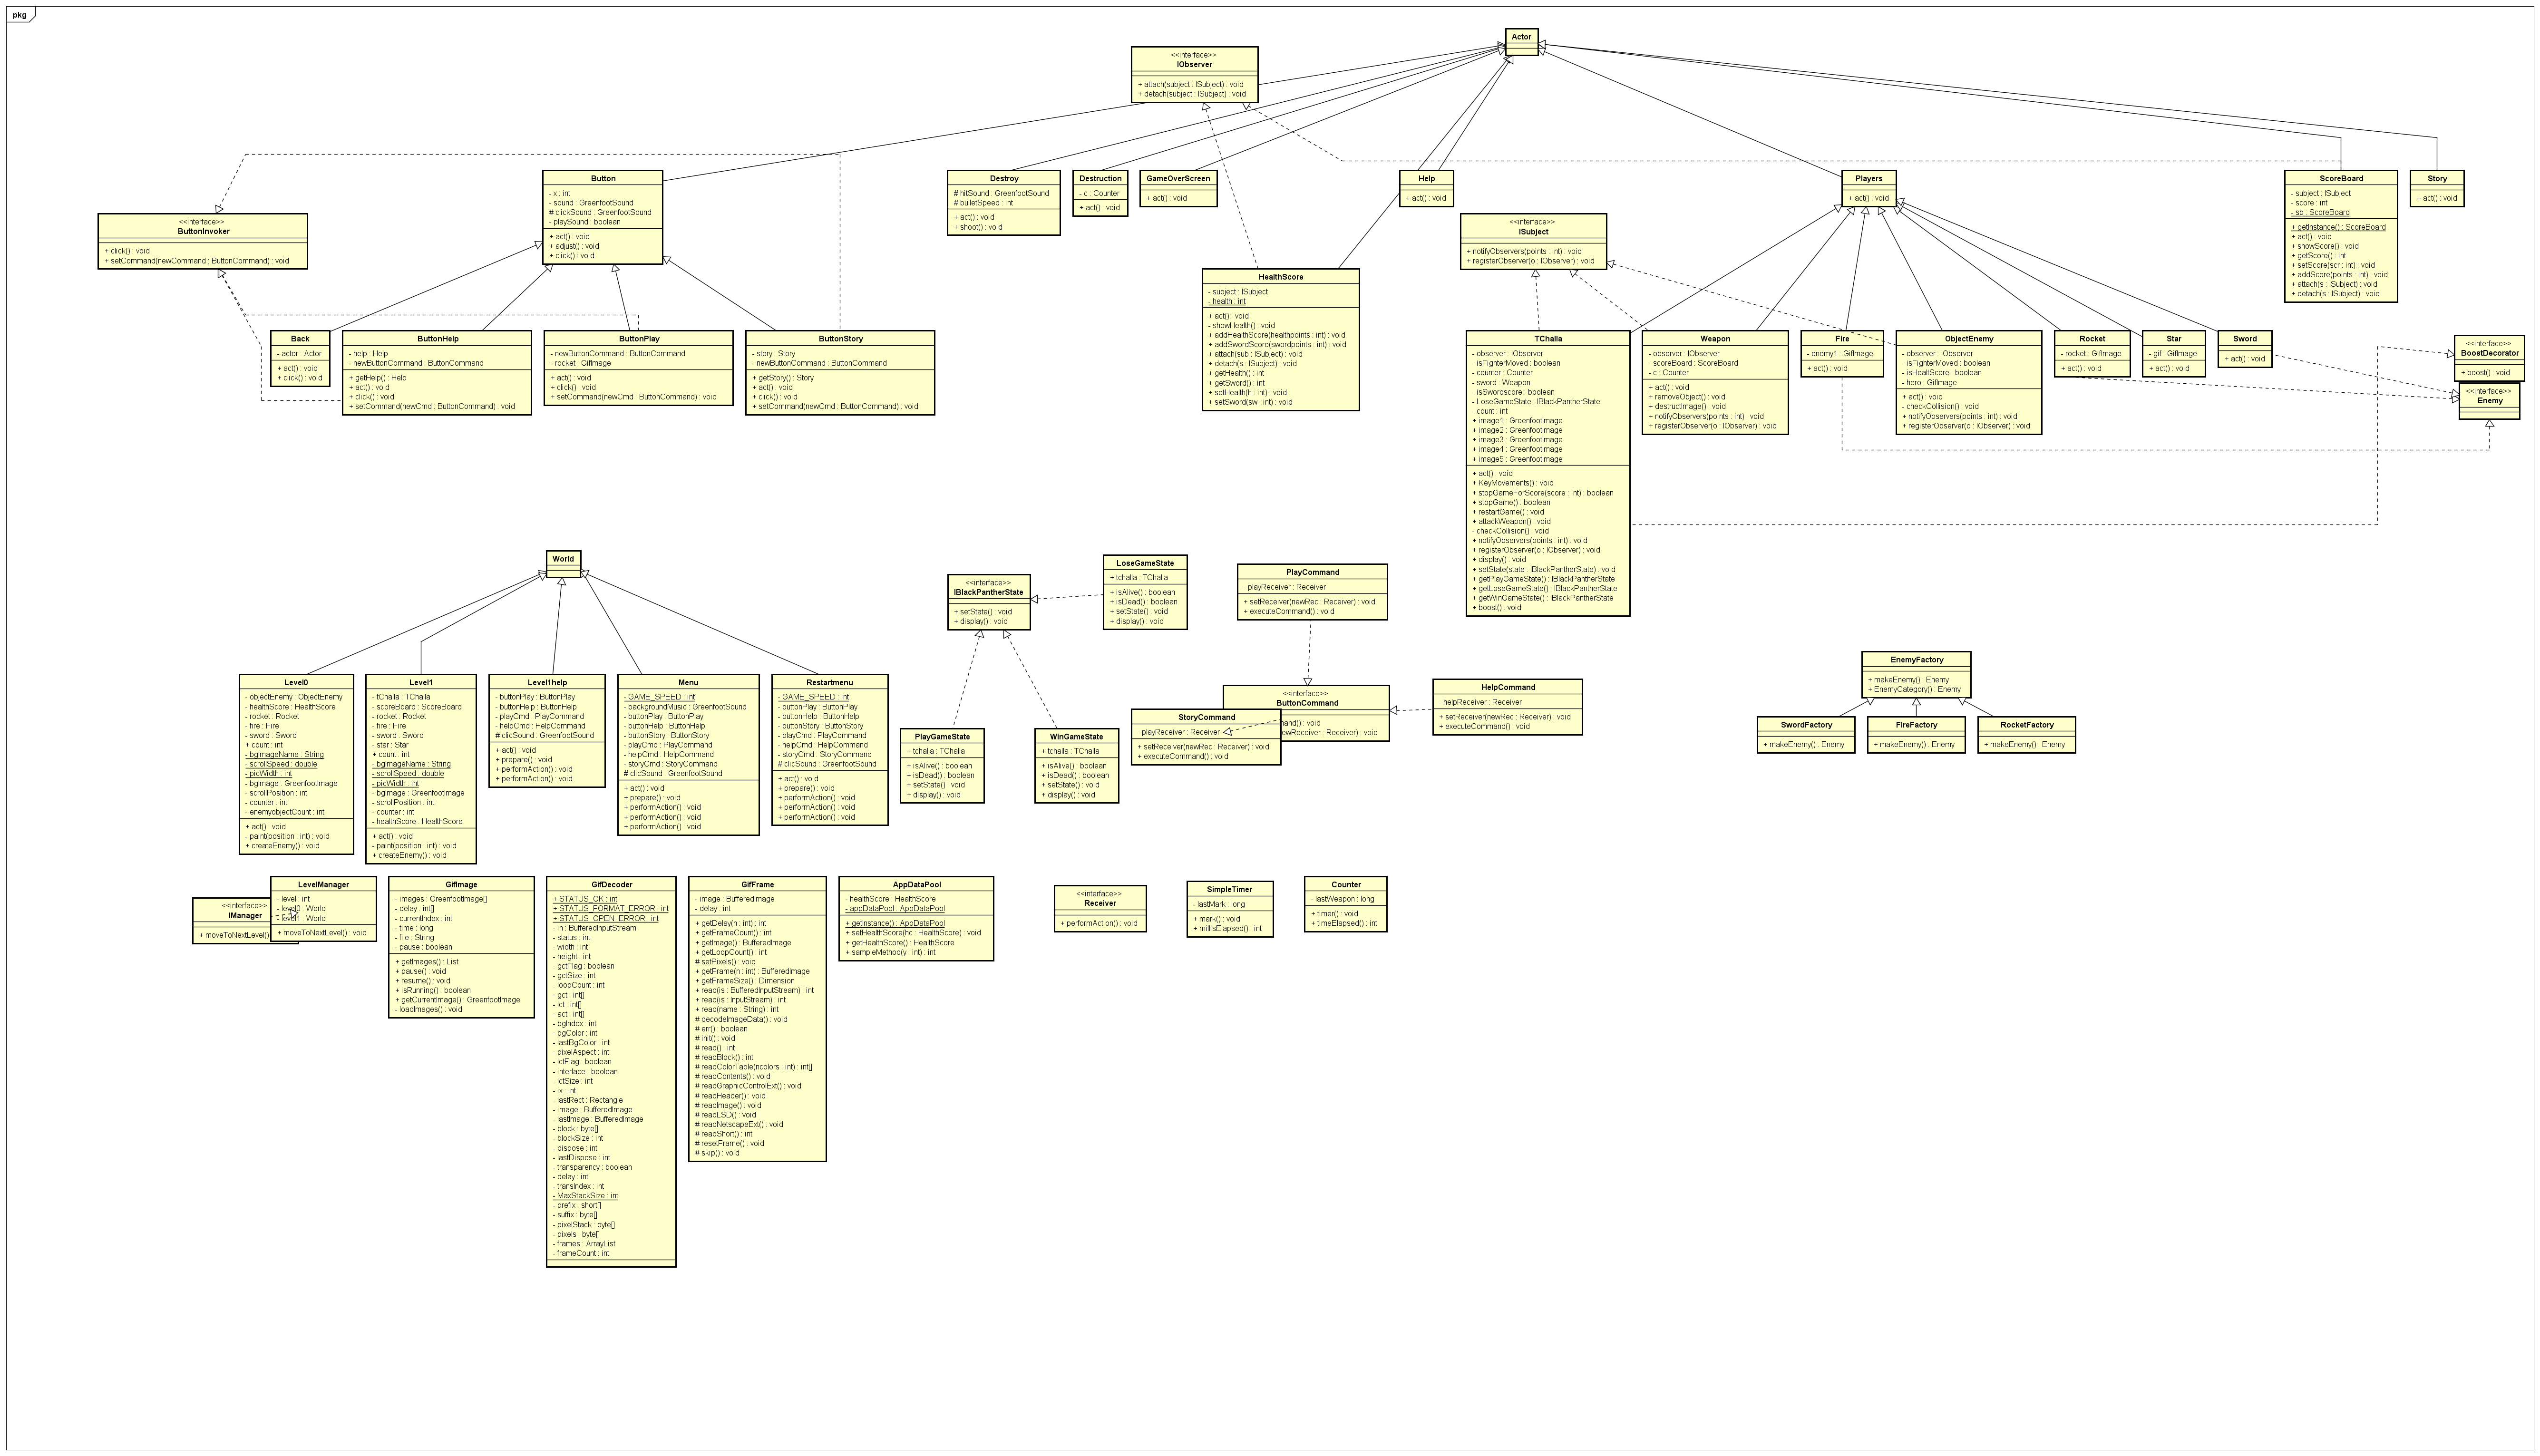 pkg
Actor
<<interface>>
IObserver
+ attach(subject : ISubject) : void
+ detach(subject : ISubject) : void
<<interface>>
ButtonInvoker
+ click() : void
+ setCommand(newCommand : ButtonCommand) : void
Button
- x : int
- sound : GreenfootSound
# clickSound : GreenfootSound
- playSound : boolean
+ act() : void
+ adjust() : void
+ click() : void
Destroy
# hitSound : GreenfootSound
# bulletSpeed : int
+ act() : void
+ shoot() : void
Destruction
- c : Counter
+ act() : void
GameOverScreen
+ act() : void
Help
+ act() : void
Players
+ act() : void
ScoreBoard
- subject : ISubject
- score : int
- sb : ScoreBoard
+ getInstance() : ScoreBoard
+ act() : void
+ showScore() : void
+ getScore() : int
+ setScore(scr : int) : void
+ addScore(points : int) : void
+ attach(s : ISubject) : void
+ detach(s : ISubject) : void
Story
+ act() : void
<<interface>>
ISubject
+ notifyObservers(points : int) : void
+ registerObserver(o : IObserver) : void
HealthScore
- subject : ISubject
- health : int
+ act() : void
- showHealth() : void
+ addHealthScore(healthpoints : int) : void
+ addSwordScore(swordpoints : int) : void
+ attach(sub : ISubject) : void
+ detach(s : ISubject) : void
+ getHealth() : int
+ getSword() : int
+ setHealth(h : int) : void
+ setSword(sw : int) : void
Back
- actor : Actor
+ act() : void
+ click() : void
ButtonHelp
- help : Help
- newButtonCommand : ButtonCommand
+ getHelp() : Help
+ act() : void
+ click() : void
+ setCommand(newCmd : ButtonCommand) : void
ButtonPlay
- newButtonCommand : ButtonCommand
- rocket : GifImage
+ act() : void
+ click() : void
+ setCommand(newCmd : ButtonCommand) : void
ButtonStory
- story : Story
- newButtonCommand : ButtonCommand
+ getStory() : Story
+ act() : void
+ click() : void
+ setCommand(newCmd : ButtonCommand) : void
TChalla
- observer : IObserver
- isFighterMoved : boolean
- counter : Counter
- sword : Weapon
- isSwordscore : boolean
- LoseGameState : IBlackPantherState
- count : int
+ image1 : GreenfootImage
+ image2 : GreenfootImage
+ image3 : GreenfootImage
+ image4 : GreenfootImage
+ image5 : GreenfootImage
+ act() : void
+ KeyMovements() : void
+ stopGameForScore(score : int) : boolean
+ stopGame() : boolean
+ restartGame() : void
+ attackWeapon() : void
- checkCollision() : void
+ notifyObservers(points : int) : void
+ registerObserver(o : IObserver) : void
+ display() : void
+ setState(state : IBlackPantherState) : void
+ getPlayGameState() : IBlackPantherState
+ getLoseGameState() : IBlackPantherState
+ getWinGameState() : IBlackPantherState
+ boost() : void
Weapon
- observer : IObserver
- scoreBoard : ScoreBoard
- c : Counter
+ act() : void
+ removeObject() : void
+ destructImage() : void
+ notifyObservers(points : int) : void
+ registerObserver(o : IObserver) : void
Fire
- enemy1 : GifImage
+ act() : void
ObjectEnemy
- observer : IObserver
- isFighterMoved : boolean
- isHealtScore : boolean
- hero : GifImage
+ act() : void
- checkCollision() : void
+ notifyObservers(points : int) : void
+ registerObserver(o : IObserver) : void
Rocket
- rocket : GifImage
+ act() : void
Star
- gif : GifImage
+ act() : void
Sword
+ act() : void
<<interface>>
BoostDecorator
+ boost() : void
<<interface>>
Enemy
World
Level0
- objectEnemy : ObjectEnemy
- healthScore : HealthScore
- rocket : Rocket
- fire : Fire
- sword : Sword
+ count : int
- bgImageName : String
- scrollSpeed : double
- picWidth : int
- bgImage : GreenfootImage
- scrollPosition : int
- counter : int
- enemyobjectCount : int
+ act() : void
- paint(position : int) : void
+ createEnemy() : void
Level1
- tChalla : TChalla
- scoreBoard : ScoreBoard
- rocket : Rocket
- fire : Fire
- sword : Sword
- star : Star
+ count : int
- bgImageName : String
- scrollSpeed : double
- picWidth : int
- bgImage : GreenfootImage
- scrollPosition : int
- counter : int
- healthScore : HealthScore
+ act() : void
- paint(position : int) : void
+ createEnemy() : void
Level1help
- buttonPlay : ButtonPlay
- buttonHelp : ButtonHelp
- playCmd : PlayCommand
- helpCmd : HelpCommand
# clicSound : GreenfootSound
+ act() : void
+ prepare() : void
+ performAction() : void
+ performAction() : void
Menu
- GAME_SPEED : int
- backgroundMusic : GreenfootSound
- buttonPlay : ButtonPlay
- buttonHelp : ButtonHelp
- buttonStory : ButtonStory
- playCmd : PlayCommand
- helpCmd : HelpCommand
- storyCmd : StoryCommand
# clicSound : GreenfootSound
+ act() : void
+ prepare() : void
+ performAction() : void
+ performAction() : void
+ performAction() : void
Restartmenu
- GAME_SPEED : int
- buttonPlay : ButtonPlay
- buttonHelp : ButtonHelp
- buttonStory : ButtonStory
- playCmd : PlayCommand
- helpCmd : HelpCommand
- storyCmd : StoryCommand
# clicSound : GreenfootSound
+ act() : void
+ prepare() : void
+ performAction() : void
+ performAction() : void
+ performAction() : void
<<interface>>
IBlackPantherState
+ setState() : void
+ display() : void
LoseGameState
+ tchalla : TChalla
+ isAlive() : boolean
+ isDead() : boolean
+ setState() : void
+ display() : void
PlayGameState
+ tchalla : TChalla
+ isAlive() : boolean
+ isDead() : boolean
+ setState() : void
+ display() : void
WinGameState
+ tchalla : TChalla
+ isAlive() : boolean
+ isDead() : boolean
+ setState() : void
+ display() : void
PlayCommand
- playReceiver : Receiver
+ setReceiver(newRec : Receiver) : void
+ executeCommand() : void
<<interface>>
ButtonCommand
mand() : void
ewReceiver : Receiver) : void
StoryCommand
- playReceiver : Receiver
+ setReceiver(newRec : Receiver) : void
+ executeCommand() : void
HelpCommand
- helpReceiver : Receiver
+ setReceiver(newRec : Receiver) : void
+ executeCommand() : void
EnemyFactory
+ makeEnemy() : Enemy
+ EnemyCategory() : Enemy
SwordFactory
+ makeEnemy() : Enemy
FireFactory
+ makeEnemy() : Enemy
RocketFactory
+ makeEnemy() : Enemy
<<interface>>
IManager
+ moveToNextLevel()
LevelManager
- level : int
- level0 : World
- level1 : World
+ moveToNextLevel() : void
GifImage
- images : GreenfootImage[]
- delay : int[]
- currentIndex : int
- time : long
- file : String
- pause : boolean
+ getImages() : List
+ pause() : void
+ resume() : void
+ isRunning() : boolean
+ getCurrentImage() : GreenfootImage
- loadImages() : void
GifDecoder
+ STATUS_OK : int
+ STATUS_FORMAT_ERROR : int
+ STATUS_OPEN_ERROR : int
- in : BufferedInputStream
- status : int
- width : int
- height : int
- gctFlag : boolean
- gctSize : int
- loopCount : int
- gct : int[]
- lct : int[]
- act : int[]
- bgIndex : int
- bgColor : int
- lastBgColor : int
- pixelAspect : int
- lctFlag : boolean
- interlace : boolean
- lctSize : int
- ix : int
- lastRect : Rectangle
- image : BufferedImage
- lastImage : BufferedImage
- block : byte[]
- blockSize : int
- dispose : int
- lastDispose : int
- transparency : boolean
- delay : int
- transIndex : int
- MaxStackSize : int
- prefix : short[]
- suffix : byte[]
- pixelStack : byte[]
- pixels : byte[]
- frames : ArrayList
- frameCount : int
GifFrame
- image : BufferedImage
- delay : int
+ getDelay(n : int) : int
+ getFrameCount() : int
+ getImage() : BufferedImage
+ getLoopCount() : int
# setPixels() : void
+ getFrame(n : int) : BufferedImage
+ getFrameSize() : Dimension
+ read(is : BufferedInputStream) : int
+ read(is : InputStream) : int
+ read(name : String) : int
# decodeImageData() : void
# err() : boolean
# init() : void
# read() : int
# readBlock() : int
# readColorTable(ncolors : int) : int[]
# readContents() : void
# readGraphicControlExt() : void
# readHeader() : void
# readImage() : void
# readLSD() : void
# readNetscapeExt() : void
# readShort() : int
# resetFrame() : void
# skip() : void
AppDataPool
- healthScore : HealthScore
- appDataPool : AppDataPool
+ getInstance() : AppDataPool
+ setHealthScore(hc : HealthScore) : void
+ getHealthScore() : HealthScore
+ sampleMethod(y : int) : int
<<interface>>
Receiver
+ performAction() : void
SimpleTimer
- lastMark : long
+ mark() : void
+ millisElapsed() : int
Counter
- lastWeapon : long
+ timer() : void
+ timeElapsed() : int